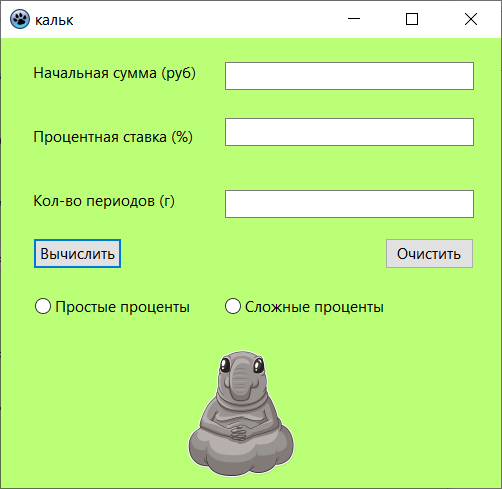 кальк
Начальная сумма (руб)
Процентная ставка (%)
Кол-во периодов (г)
Вычислить
Очистить
Простые проценты
Сложные проценты